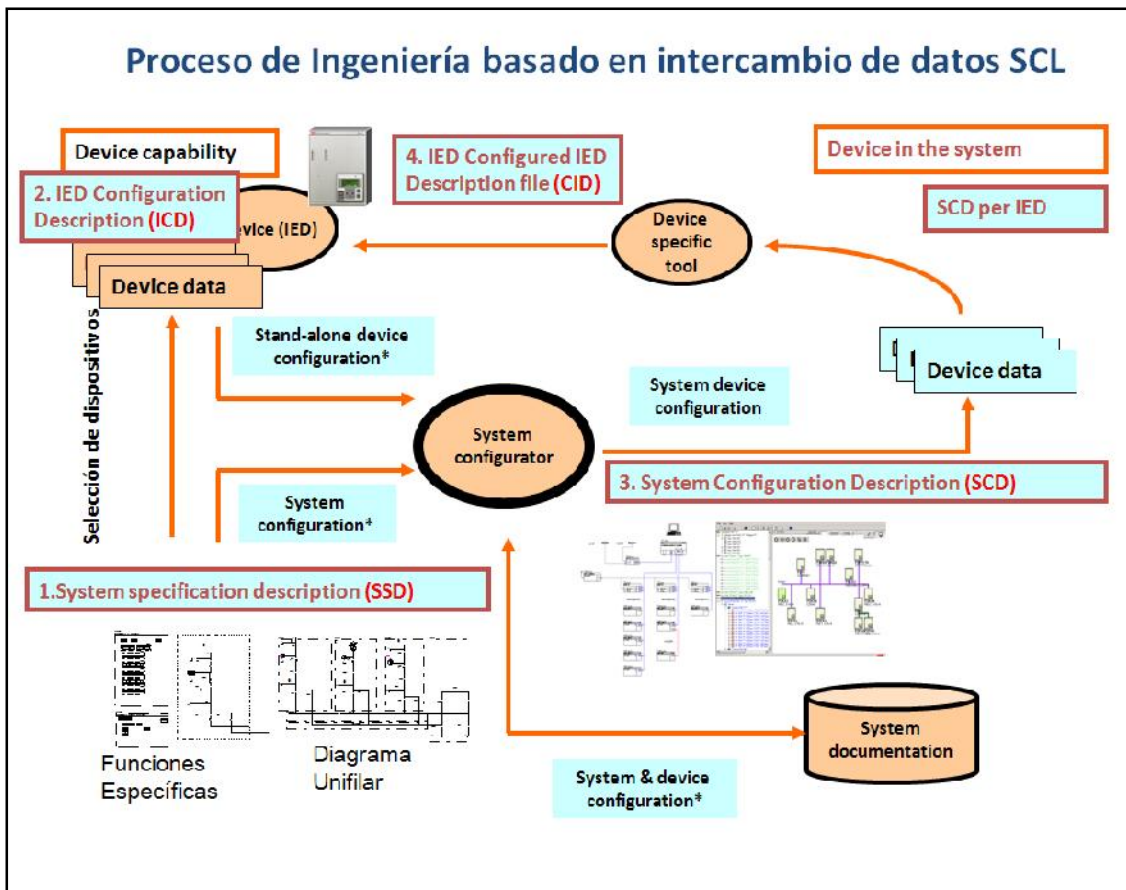 Proceso de Ingeniería basado en intercambio de datos SCL
Device capability
2. IED Configuration
Description (ICD)
evice (IED)
Device data
4. IED Configured IED
Description file (CID)
Device
specific
tool
Device in the system
SCD per IED
Device data
Selección de dispositivos
Stand-alone device
configuration*
System device
configuration
System
configurator
3. System Configuration Description (SCD)
System
configuration*
1.System specification description (SSD)
Funciones
Específicas
Diagrama
Unifilar
System
documentation
System & device
configuration*